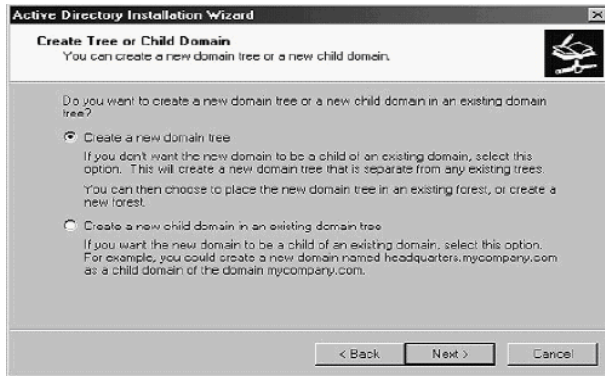 Active Directory Installation Wizard
Create Tree or Child Domain
You can create a new domain tree or a new child domain.
Do you want to create a new domain tree or a new child domain in an existing domain
tree?
Create a new domain tree
If you don't want the new domain to be a child of an existing domain, select this
option. This will create a new domain tree that is separate from any existing trees.
You can then choose to place the new domain tree in an existing forest, or create a
new forest.
Create a new child domain in an existing domain tree
If you want the new domain to be a child of an existing domain, select this option.
For example, you could create a new domain named headquarters.mycompany.com
as a child domain of the domain mycompany.com.
< Back Next > Cancel